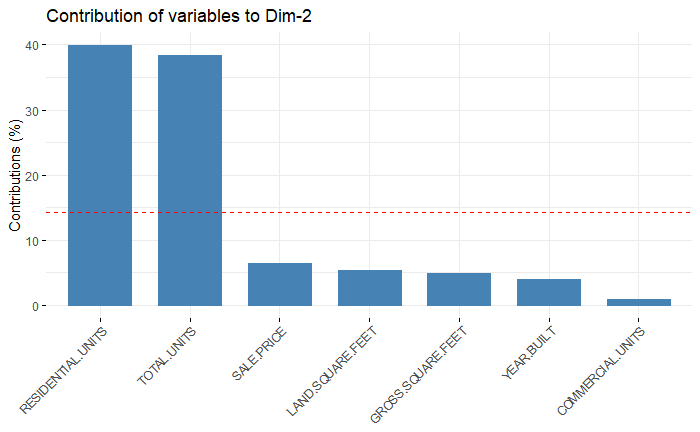 Contribution of variables to Dim-2
Contributions (%)
40
30
20
10
0
RESIDENTIAL.UNITS
TOTAL.UNITS
SALE.PRICE
LAND.SQUARE.FEET
GROSS.SQUARE.FEET
YEAR.BUILT
COMMERCIAL.UNITS